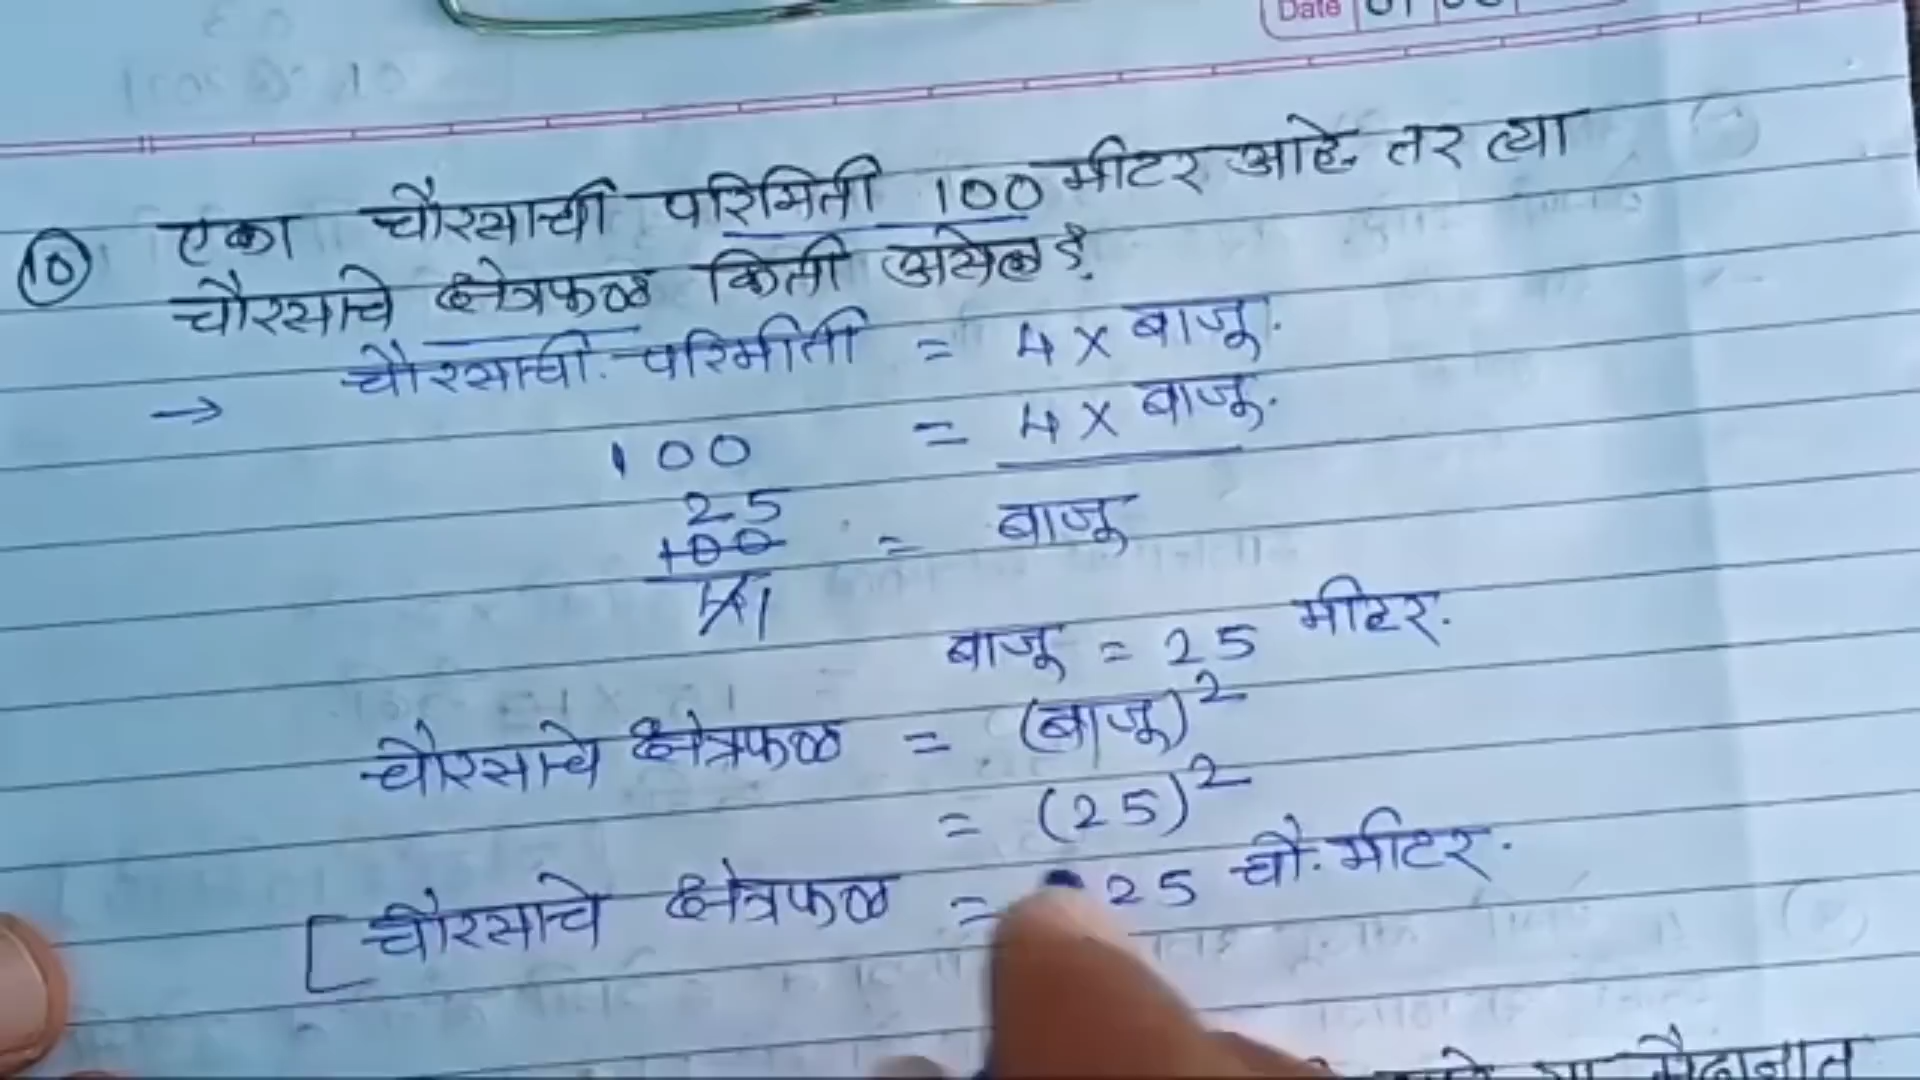 Date
⑩ एका चौरसाची परिमिती 100 मीटर आहे. तर त्या
चौरसाचे क्षेत्रफळ किती असेल?
→ चौरसाची परिमीती = 4 × बाजू.
100 = 4 × बाजू.
25
100 = बाजू
4 1
बाजू = 25 मीटर.
चौरसाचे क्षेत्रफळ = (बाजू)²
= (25)²
[चौरसाचे क्षेत्रफळ = 25 चौ. मीटर.
मैदानात